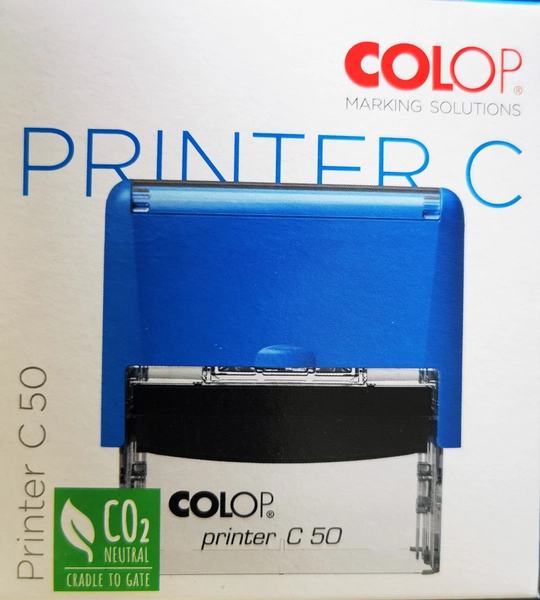 COLOP®
MARKING SOLUTIONS
PRINTER C
Printer C 50
COLOP®
printer C 50
CO₂
NEUTRAL
CRADLE TO GATE